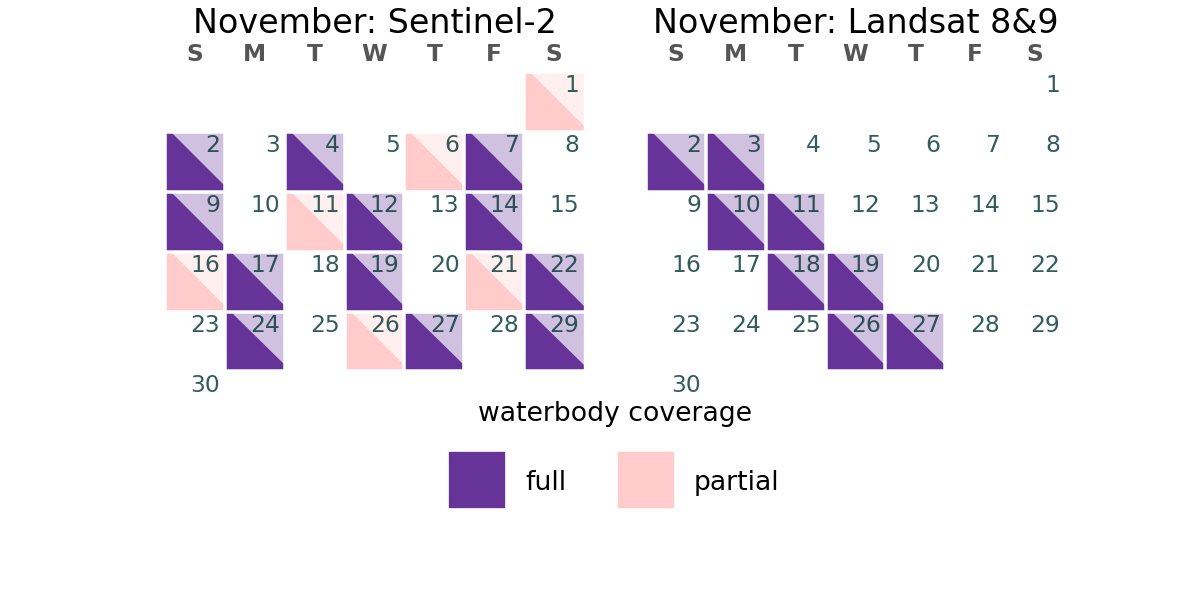 November: Sentinel-2
S M T W T F S
1
2 3 4 5 6 7 8
9 10 11 12 13 14 15
16 17 18 19 20 21 22
23 24 25 26 27 28 29
30
November: Landsat 8&9
S M T W T F S
1
2 3 4 5 6 7 8
9 10 11 12 13 14 15
16 17 18 19 20 21 22
23 24 25 26 27 28 29
30
waterbody coverage
full partial